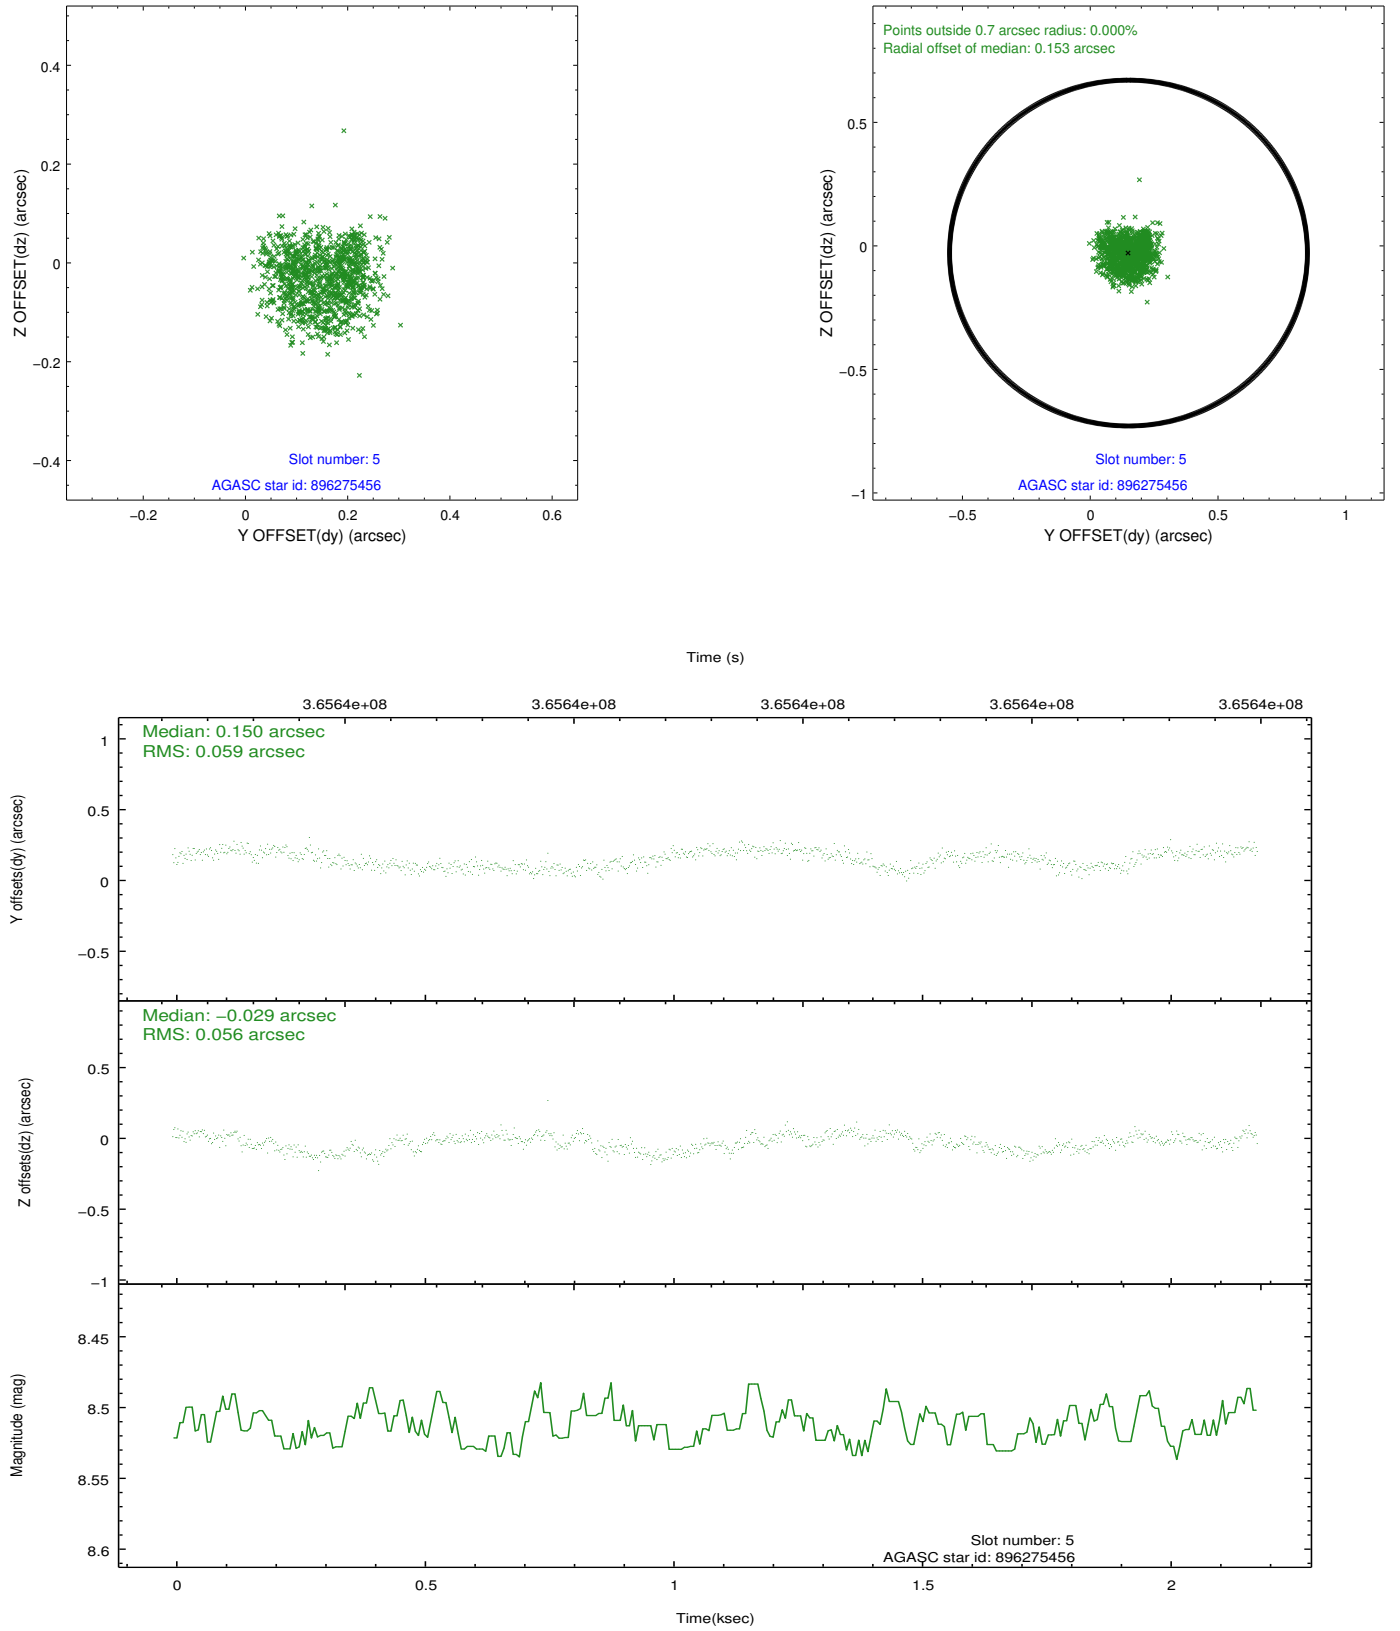 0.4
0.2
0
−0.2
−0.4
Z OFFSET(dz) (arcsec)
Slot number: 5
AGASC star id: 896275456
−0.2 0 0.2 0.4 0.6
Y OFFSET(dy) (arcsec)
Points outside 0.7 arcsec radius: 0.000%
Radial offset of median: 0.153 arcsec
0.5
0
−0.5
−1
Z OFFSET(dz) (arcsec)
Slot number: 5
AGASC star id: 896275456
−0.5 0 0.5 1
Y OFFSET(dy) (arcsec)
Time (s)
3.6564e+08 3.6564e+08 3.6564e+08 3.6564e+08 3.6564e+08
Median: 0.150 arcsec
RMS: 0.059 arcsec
1
0.5
0
−0.5
Y offsets(dy) (arcsec)
Median: −0.029 arcsec
RMS: 0.056 arcsec
0.5
0
−0.5
−1
Z offsets(dz) (arcsec)
8.45
8.5
8.55
8.6
Magnitude (mag)
Slot number: 5
AGASC star id: 896275456
0 0.5 1 1.5 2
Time(ksec)